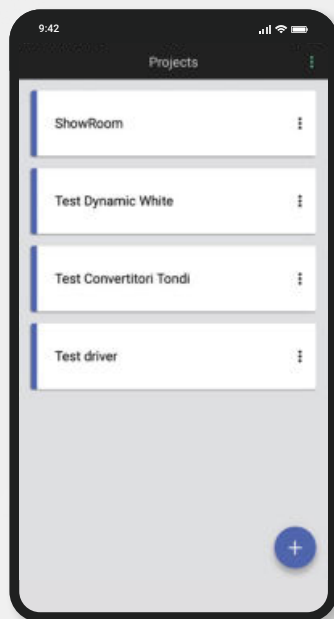 9:42
Projects
ShowRoom
Test Dynamic White
Test Convertitori Tondi
Test driver